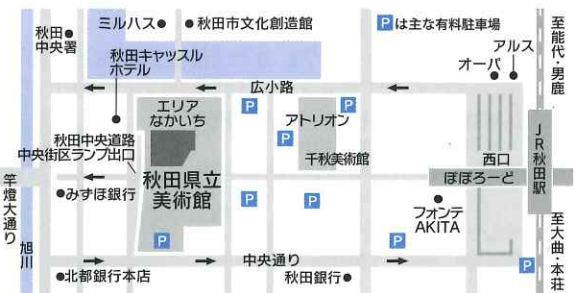 ミルハス
秋田市文化創造館
Pは主な有料駐車場
至能代・男鹿
秋田
中央署
秋田キャッスル
ホテル
アルス
オーパ
広小路
エリア
なかいち
P
P
アトリオン
P
秋田中央道路
中央街区ランプ出口
千秋美術館
西口
JR秋田駅
竿燈大通り
秋田県立
美術館
ぽぽろーど
みずほ銀行
P
P
フォンテ
AKITA
旭川
P
P
至大曲・本荘
中央通り
P
北都銀行本店
秋田銀行